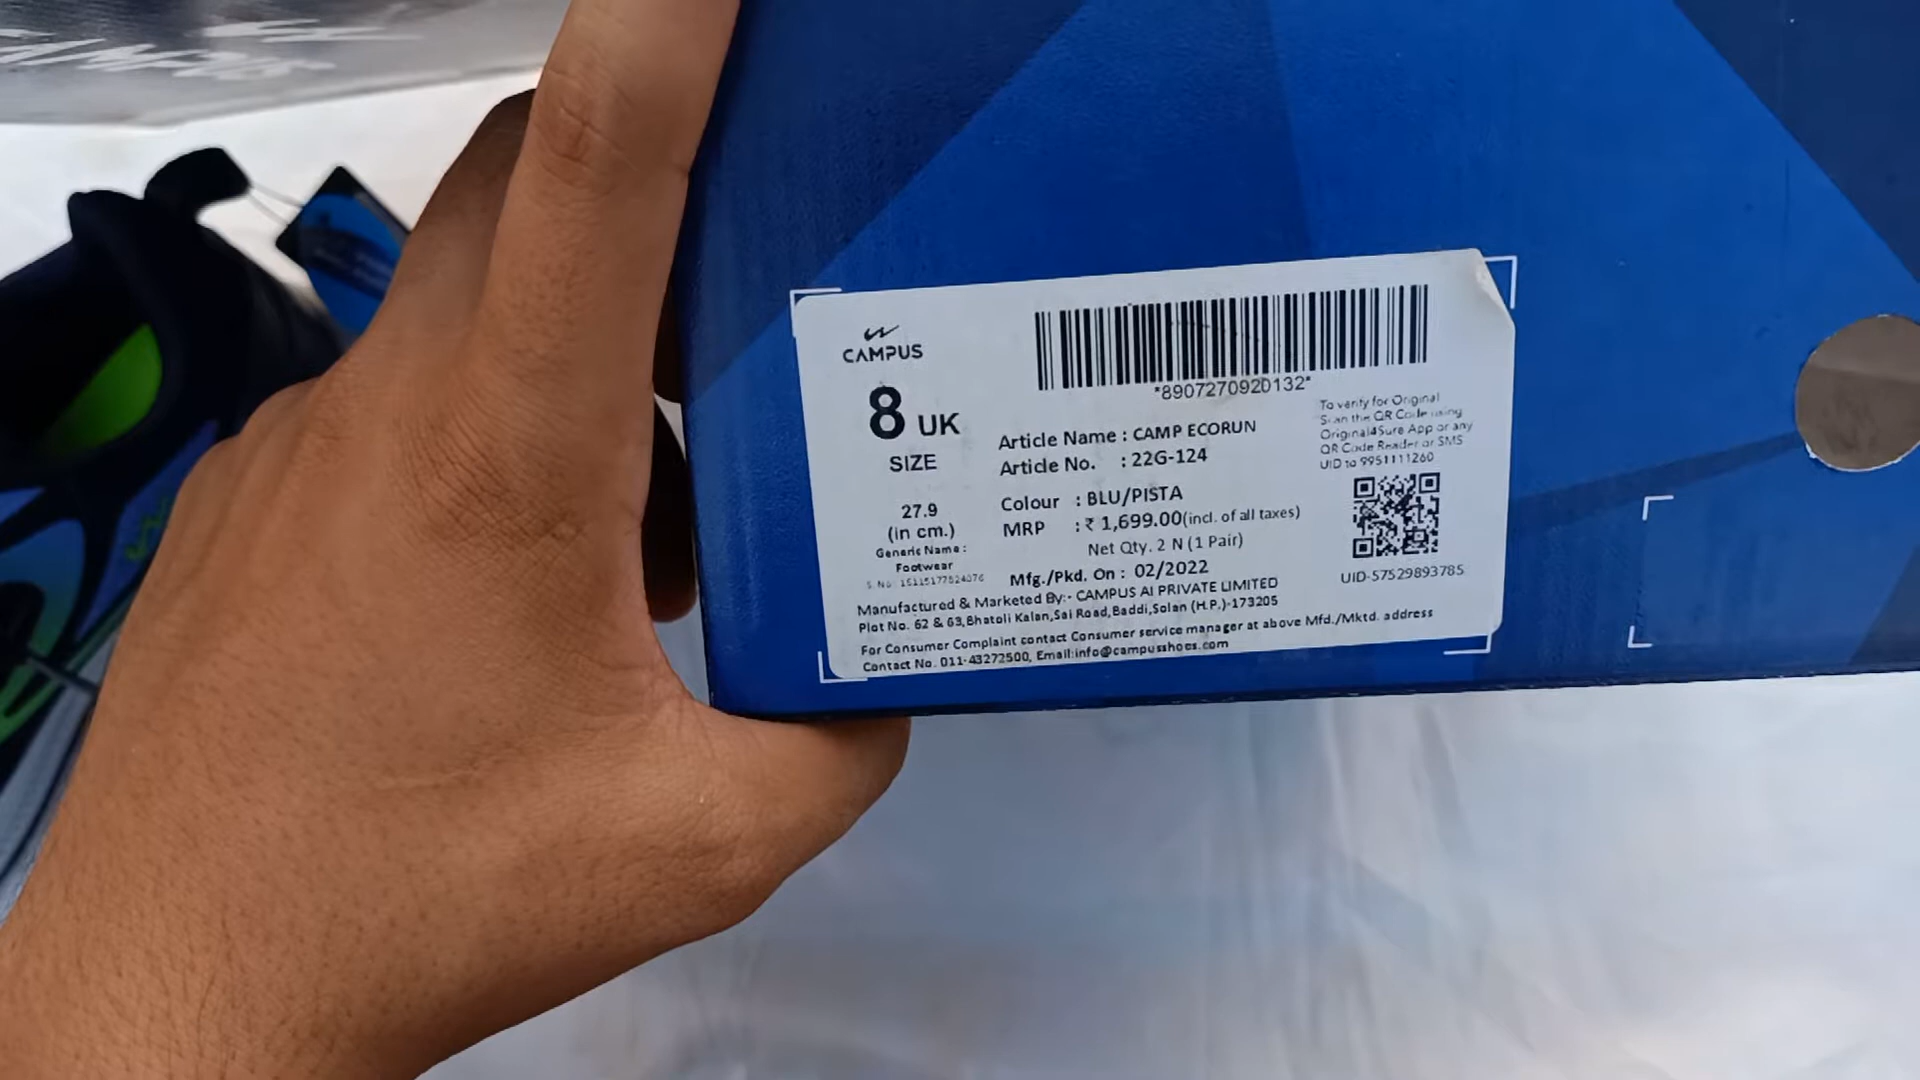 CAMPUS
8 UK
SIZE
27.9
(in cm.)
Generic Name :
Footwear
*8907270920132*
Article Name : CAMP ECORUN
Article No. : 22G-124
Colour : BLU/PISTA
MRP : ₹ 1,699.00(incl. of all taxes)
Net Qty. 2 N (1 Pair)
Mfg./Pkd. On : 02/2022
To verify for Original
Scan the QR Code using
Original4Sure App or any
QR Code Reader or SMS
UID to 9951111260
UID-57529893785
Manufactured & Marketed By:- CAMPUS AI PRIVATE LIMITED
Plot No. 62 & 63,Bhatoli Kalan,Sai Road,Baddi,Solan (H.P.)-173205
For Consumer Complaint contact Consumer service manager at above Mfd./Mktd. address
Contact No. 011-43272500, Email:info@campusshoes.com